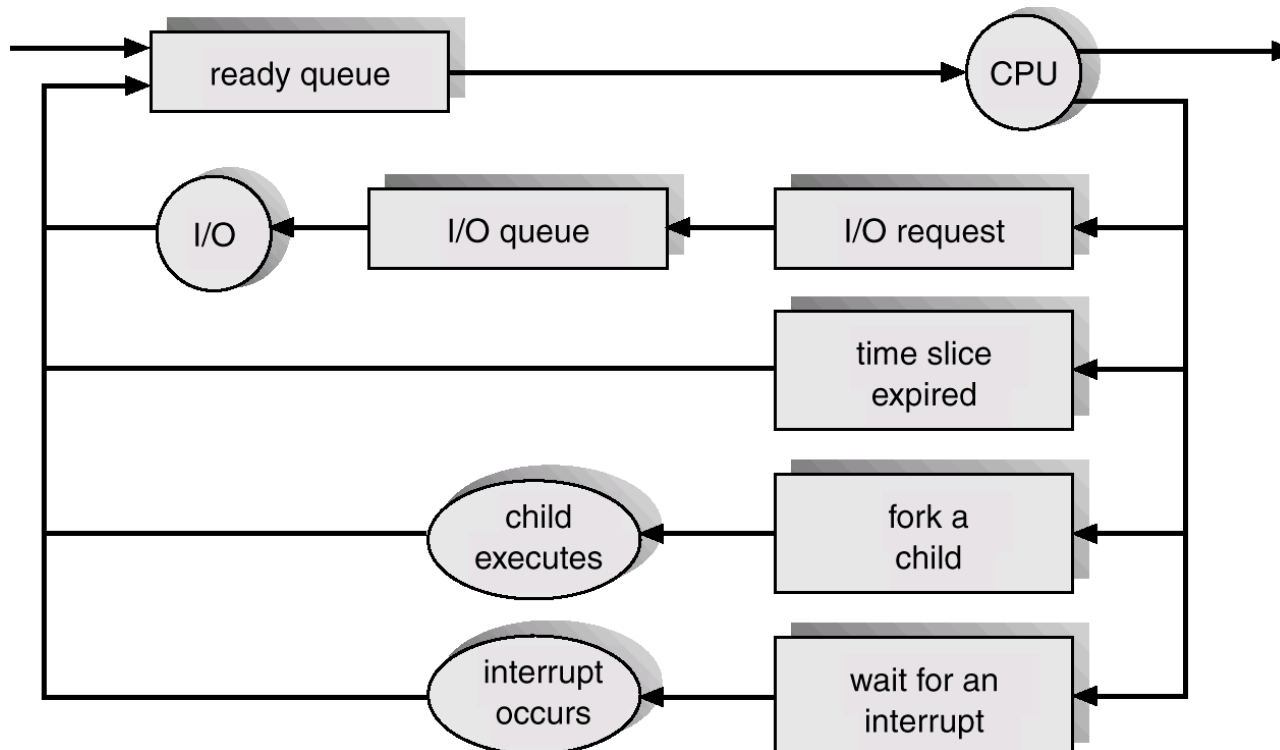 ready queue
CPU
I/O
I/O queue
I/O request
time slice
expired
child
executes
fork a
child
interrupt
occurs
wait for an
interrupt